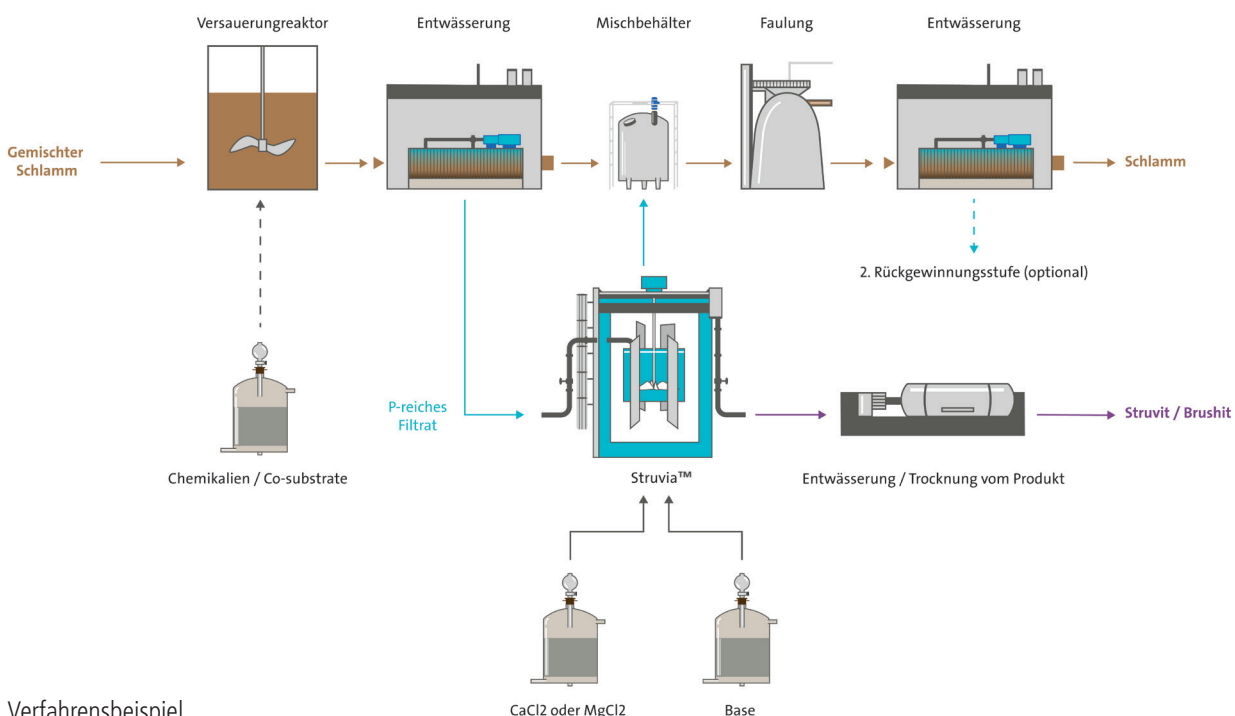 Versauerungreaktor
Entwässerung
Mischbehälter
Faulung
Entwässerung
Gemischter
Schlamm
Schlamm
2. Rückgewinnungsstufe (optional)
P-reiches
Filtrat
Struvit / Brushit
Chemikalien / Co-substrate
Struvia™
Entwässerung / Trocknung vom Produkt
CaCl2 oder MgCl2
Base
Verfahrensbeispiel